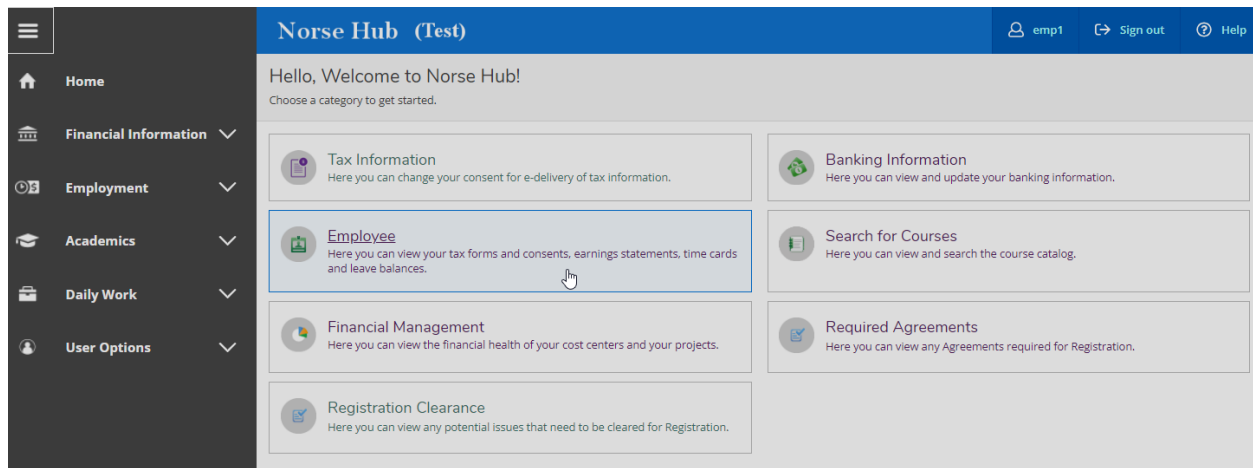 Norse Hub (Test)
emp1
Sign out
Help
Home
Financial Information
Employment
Academics
Daily Work
User Options
Hello, Welcome to Norse Hub!
Choose a category to get started.
Tax Information
Here you can change your consent for e-delivery of tax information.
Banking Information
Here you can view and update your banking information.
Employee
Here you can view your tax forms and consents, earnings statements, time cards
and leave balances.
Search for Courses
Here you can view and search the course catalog.
Financial Management
Here you can view the financial health of your cost centers and your projects.
Required Agreements
Here you can view any Agreements required for Registration.
Registration Clearance
Here you can view any potential issues that need to be cleared for Registration.